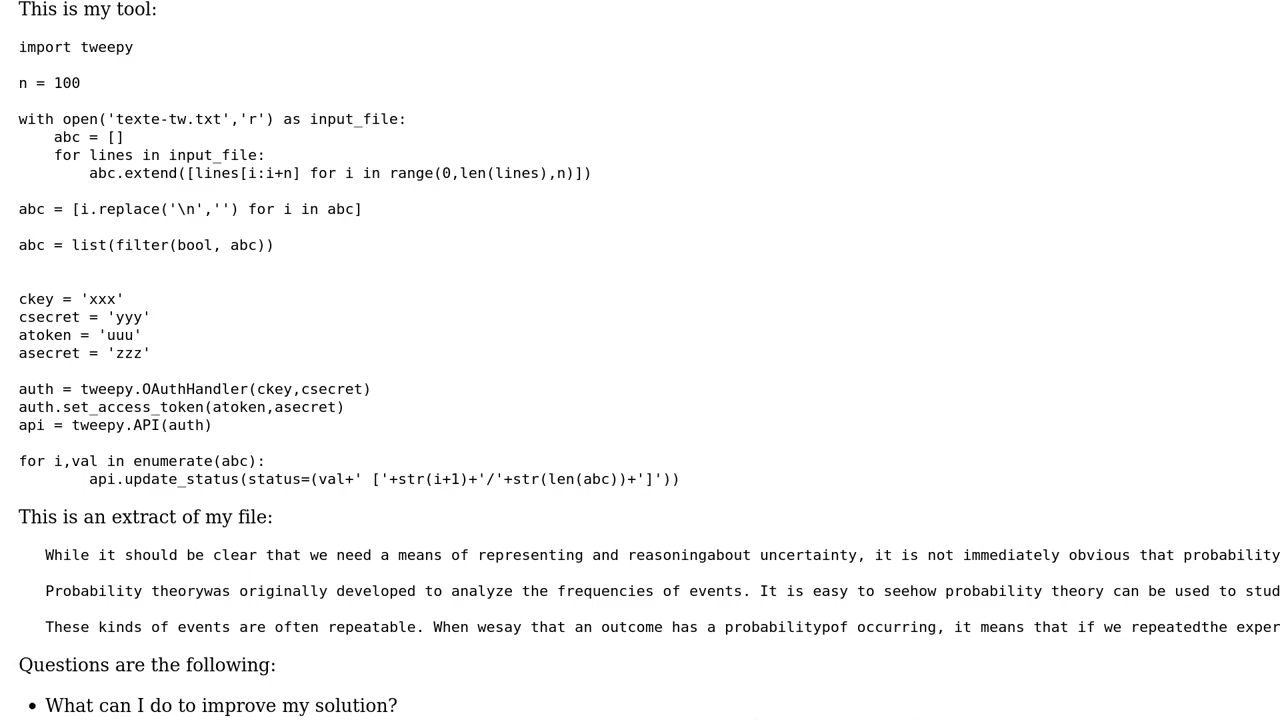 This is my tool:
import tweepy
n = 100
with open('texte-tw.txt','r') as input_file:
    abc = []
    for lines in input_file:
        abc.extend([lines[i:i+n] for i in range(0,len(lines),n)])
abc = [i.replace('\n','') for i in abc]
abc = list(filter(bool, abc))
ckey = 'xxx'
csecret = 'yyy'
atoken = 'uuu'
asecret = 'zzz'
auth = tweepy.OAuthHandler(ckey,csecret)
auth.set_access_token(atoken,asecret)
api = tweepy.API(auth)
for i,val in enumerate(abc):
        api.update_status(status=(val+' ['+str(i+1)+'/'+str(len(abc))+']'))
This is an extract of my file:
While it should be clear that we need a means of representing and reasoningabout uncertainty, it is not immediately obvious that probability
Probability theorywas originally developed to analyze the frequencies of events. It is easy to seehow probability theory can be used to stud
These kinds of events are often repeatable. When wesay that an outcome has a probabilitypof occurring, it means that if we repeatedthe exper
Questions are the following:
• What can I do to improve my solution?